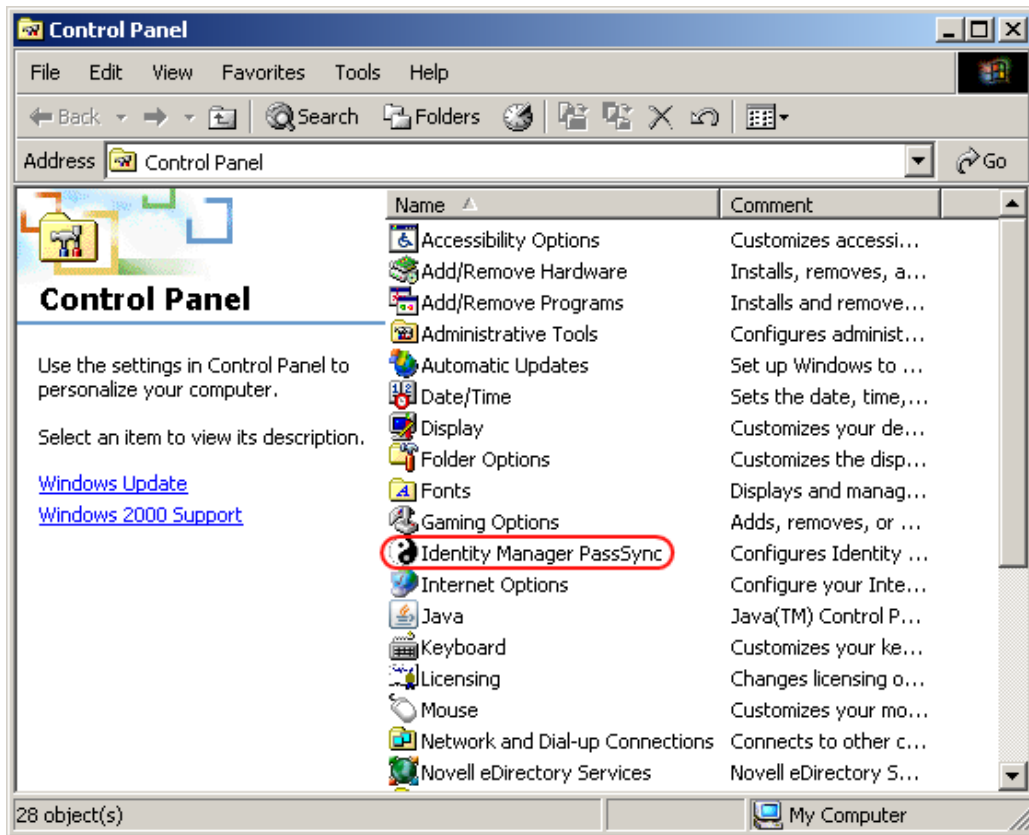 Control Panel
File Edit View Favorites Tools Help
Back Search Folders
Address Control Panel Go
Control Panel
Use the settings in Control Panel to
personalize your computer.
Select an item to view its description.
Windows Update
Windows 2000 Support
Name Comment
Accessibility Options Customizes accessi...
Add/Remove Hardware Installs, removes, a...
Add/Remove Programs Installs and remove...
Administrative Tools Configures administ...
Automatic Updates Set up Windows to ...
Date/Time Sets the date, time,...
Display Customizes your de...
Folder Options Customizes the disp...
Fonts Displays and manag...
Gaming Options Adds, removes, or ...
Identity Manager PassSync Configures Identity ...
Internet Options Configure your Inte...
Java Java(TM) Control P...
Keyboard Customizes your ke...
Licensing Changes licensing o...
Mouse Customizes your mo...
Network and Dial-up Connections Connects to other c...
Novell eDirectory Services Novell eDirectory S...
28 object(s) My Computer